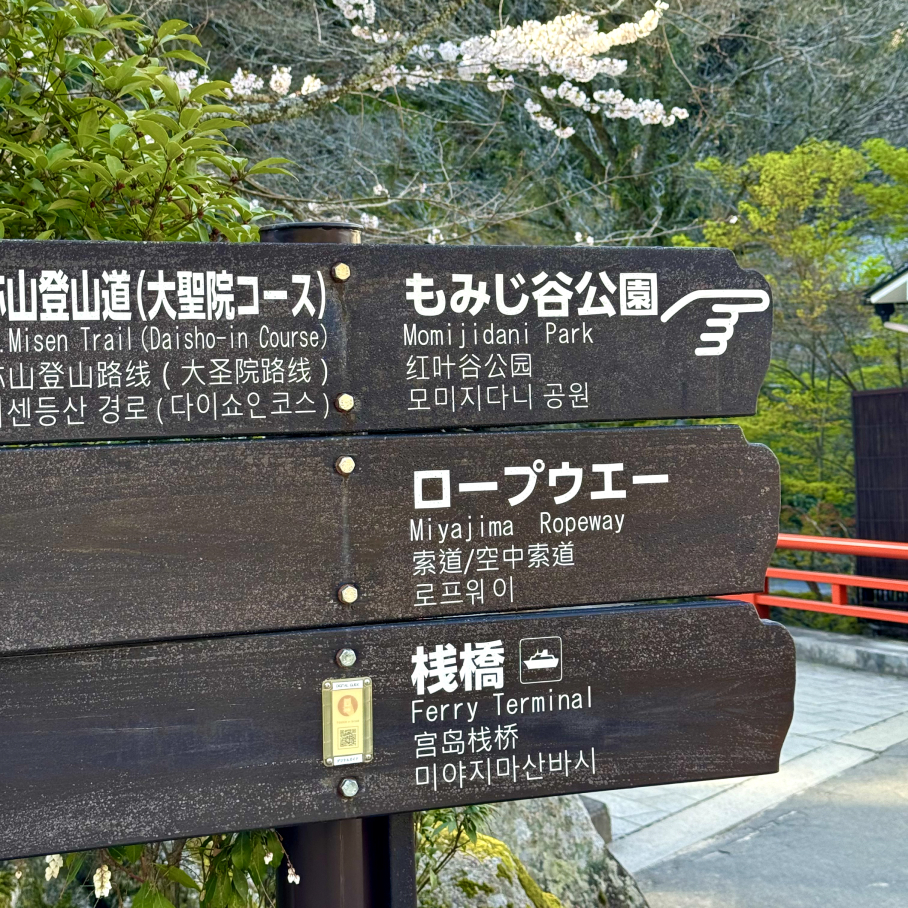 山登山道(大聖院コース)
.Misen Trail(Daisho-in Course)
山登山路线(大圣院路线)
센등산 경로(다이쇼인코스)
もみじ谷公園
Momijidani Park
红叶谷公园
모미지다니 공원
ロープウエー
Miyajima Ropeway
索道/空中索道
로프웨이
桟橋
Ferry Terminal
宫岛栈桥
미야지마산바시